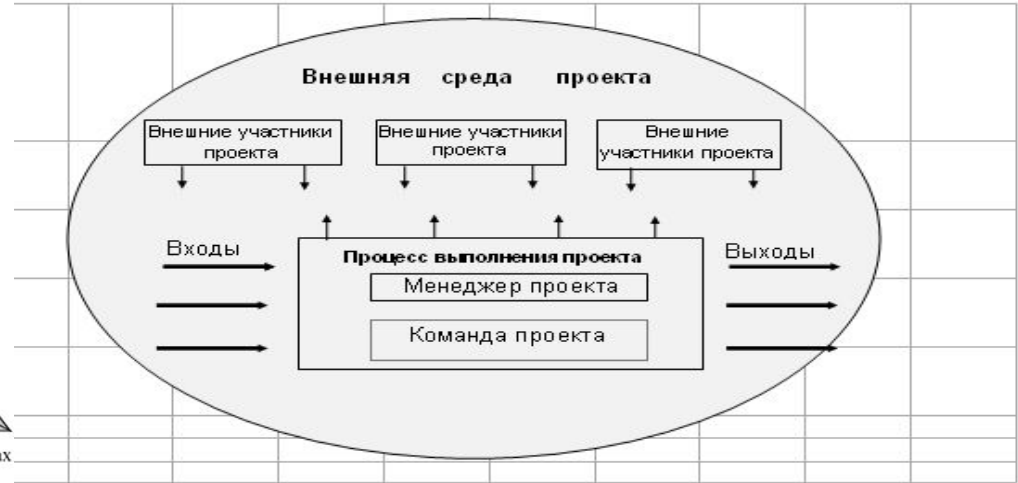 Внешняя среда проекта
Внешние участники
проекта
Внешние участники
проекта
Внешние
участники проекта
Входы
Процесс выполнения проекта
Менеджер проекта
Команда проекта
Выходы